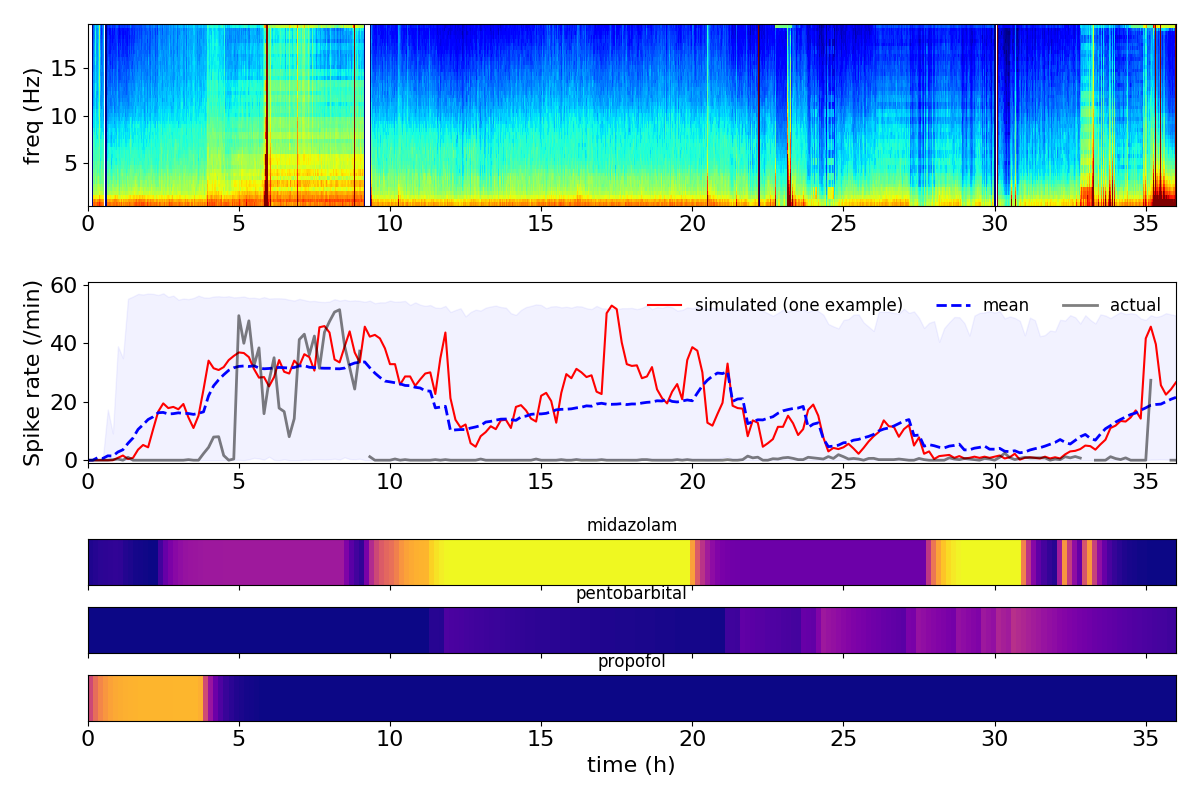 freq (Hz)
15
10
5
0 5 10 15 20 25 30 35
Spike rate (/min)
60
40
20
0
simulated (one example) mean actual
0 5 10 15 20 25 30 35
midazolam
pentobarbital
propofol
0 5 10 15 20 25 30 35
time (h)